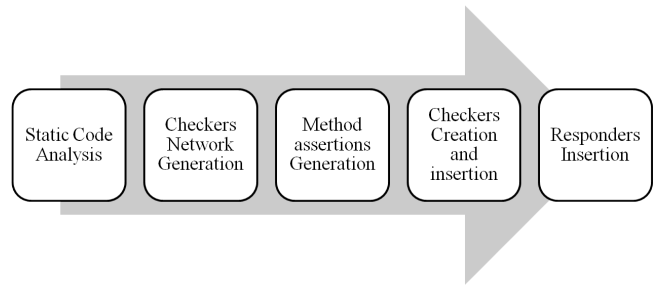 Static Code
Analysis
Checkers
Network
Generation
Method
assertions
Generation
Checkers
Creation
and
insertion
Responders
Insertion